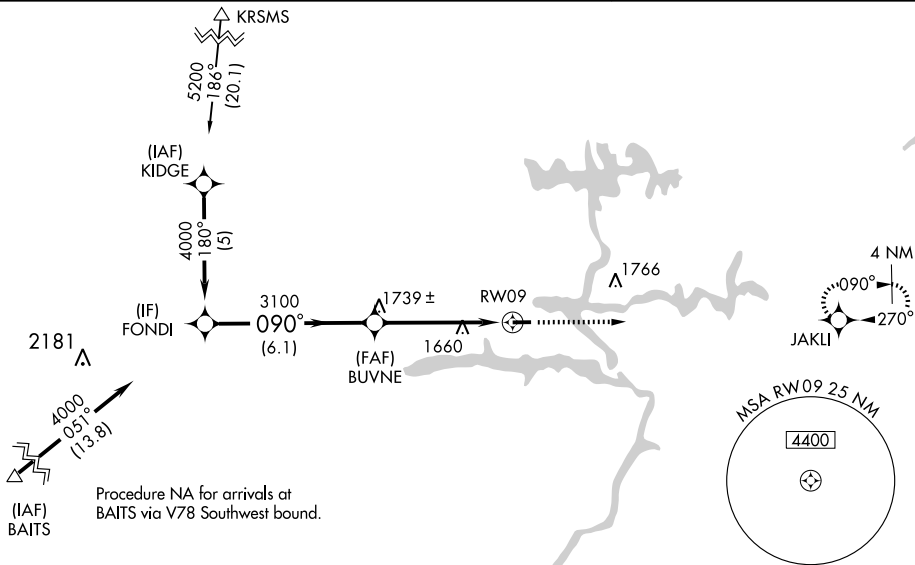 KRSMS
5200
186°
(20.1)
(IAF)
KIDGE
4000
180°
(5)
4 NM
090°
270°
JAKLI
1766
RW09
1739 ±
3100
090°
(6.1)
(IF)
FONDI
1660
(FAF)
BUVNE
2181
4000
051°
(13.8)
(IAF)
BAITS
Procedure NA for arrivals at
BAITS via V78 Southwest bound.
MSA RW09 25 NM
4400